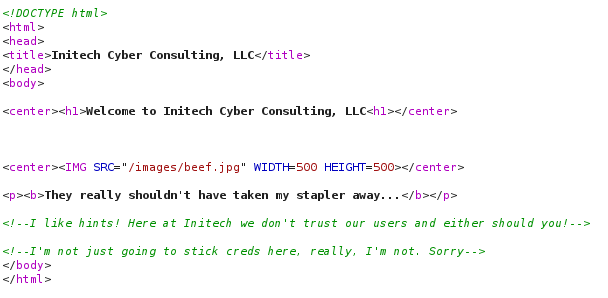 <!DOCTYPE html>
<html>
<head>
<title>Initech Cyber Consulting, LLC</title>
</head>
<body>
<center><h1>Welcome to Initech Cyber Consulting, LLC<h1></center>
<center><IMG SRC="/images/beef.jpg" WIDTH=500 HEIGHT=500></center>
<p><b>They really shouldn't have taken my stapler away...</b></p>
<!--I like hints! Here at Initech we don't trust our users and either should you!-->
<!--I'm not just going to stick creds here, really, I'm not. Sorry-->
</body>
</html>